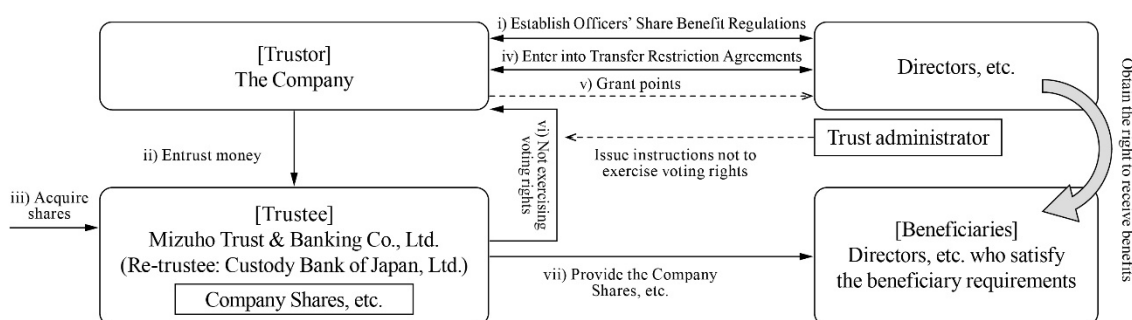 i) Establish Officers' Share Benefit Regulations
[Trustor]
The Company
iv) Enter into Transfer Restriction Agreements
Directors, etc.
v) Grant points
Obtain the right to receive benefits
vi) Not exercising
voting rights
Trust administrator
Issue instructions not to
exercise voting rights
ii) Entrust money
iii) Acquire
shares
[Trustee]
Mizuho Trust & Banking Co., Ltd.
(Re-trustee: Custody Bank of Japan, Ltd.)
Company Shares, etc.
vii) Provide the Company
Shares, etc.
[Beneficiaries]
Directors, etc. who satisfy
the beneficiary requirements